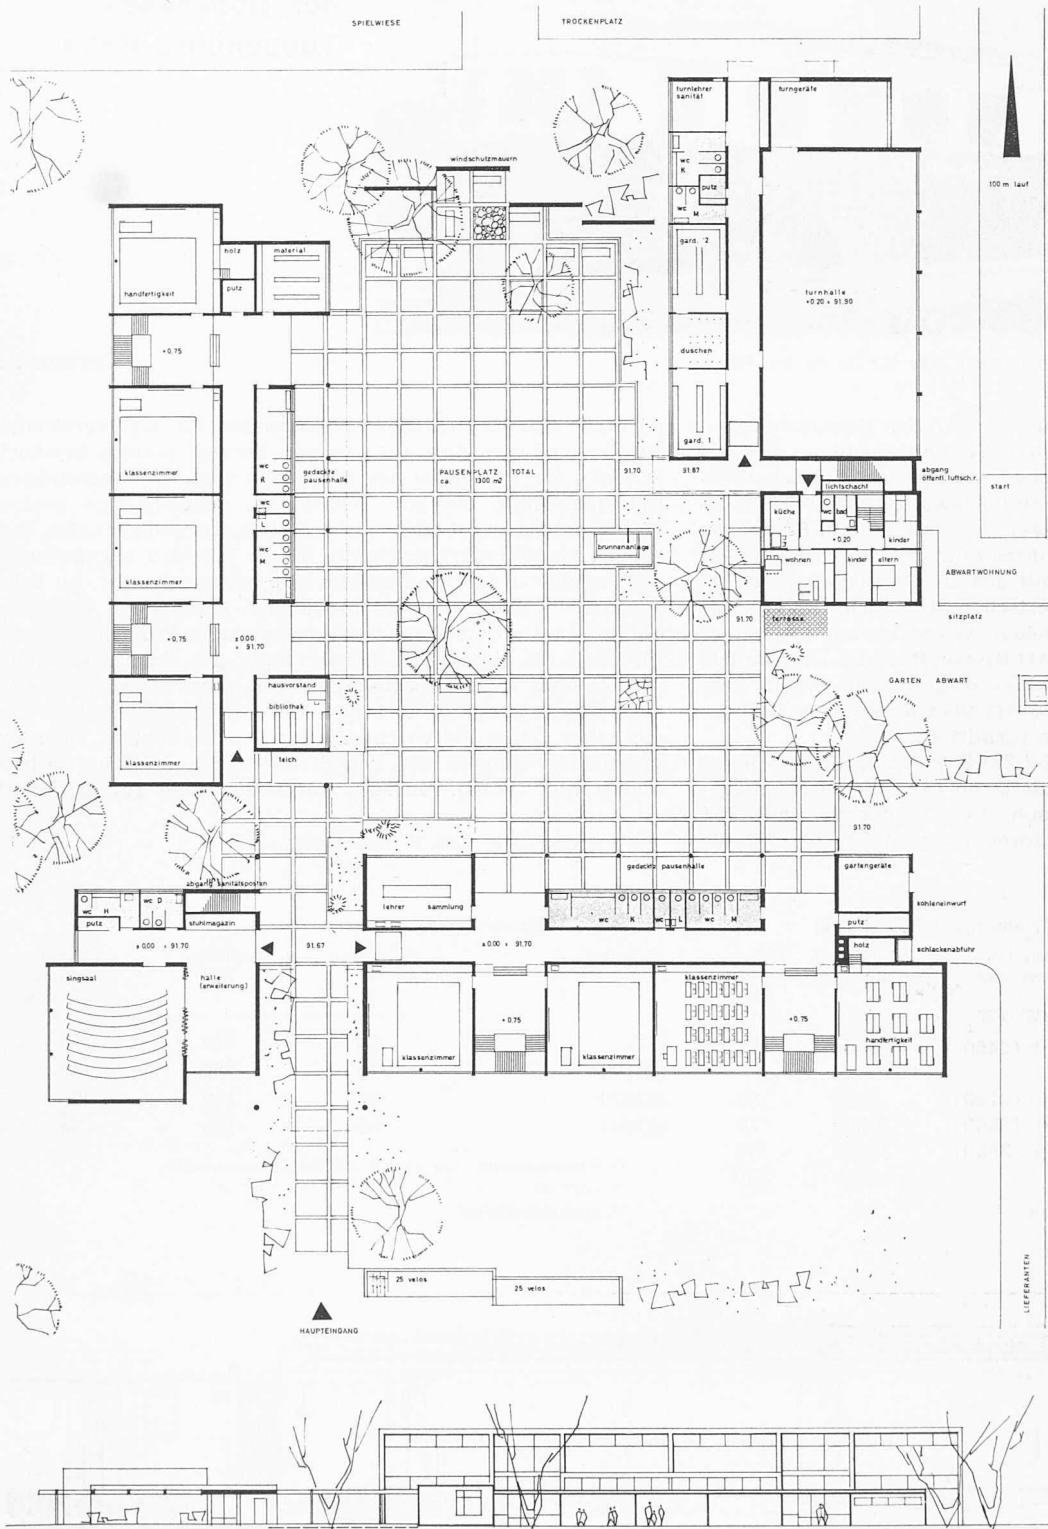 SPIELWIESE
TROCKENPLATZ
turnlehrer
sanität
turngeräte
windschutzmauern
wc
K
putz
wc
M
100 m lauf
holz
material
putz
handfertigkeit
gard. 2
turnhalle
+0.20 = 91.90
+0.75
duschen
gard. 1
klassenzimmer
wc
K
gedeckte
pausenhalle
PAUSENPLATZ TOTAL
ca. 1300 m2
91.70
91.87
abgang
öffentl. luftsch.r.
lichtschacht
start
wc
L
küche
wc
bad
+0.20
kinder
wc
M
brunnenanlage
wohnen
kinder
eltern
klassenzimmer
ABWARTWOHNUNG
+0.75
±0.00
= 91.70
91.70
terrasse
sitzplatz
hausvorstand
bibliothek
GARTEN ABWART
klassenzimmer
teich
91.70
abgang sanitätsposten
gedeckte pausenhalle
gartengeräte
wc H
wc D
lehrer sammlung
kohleneinwurf
putz
stuhlmagazin
wc K
wc L
wc M
putz
±0.00 = 91.70
91.67
±0.00 = 91.70
holz
schlackenabfuhr
singsaal
halle
(erweiterung)
klassenzimmer
+0.75
+0.75
handfertigkeit
klassenzimmer
klassenzimmer
25 velos
25 velos
LIEFERANTEN
HAUPTEINGANG